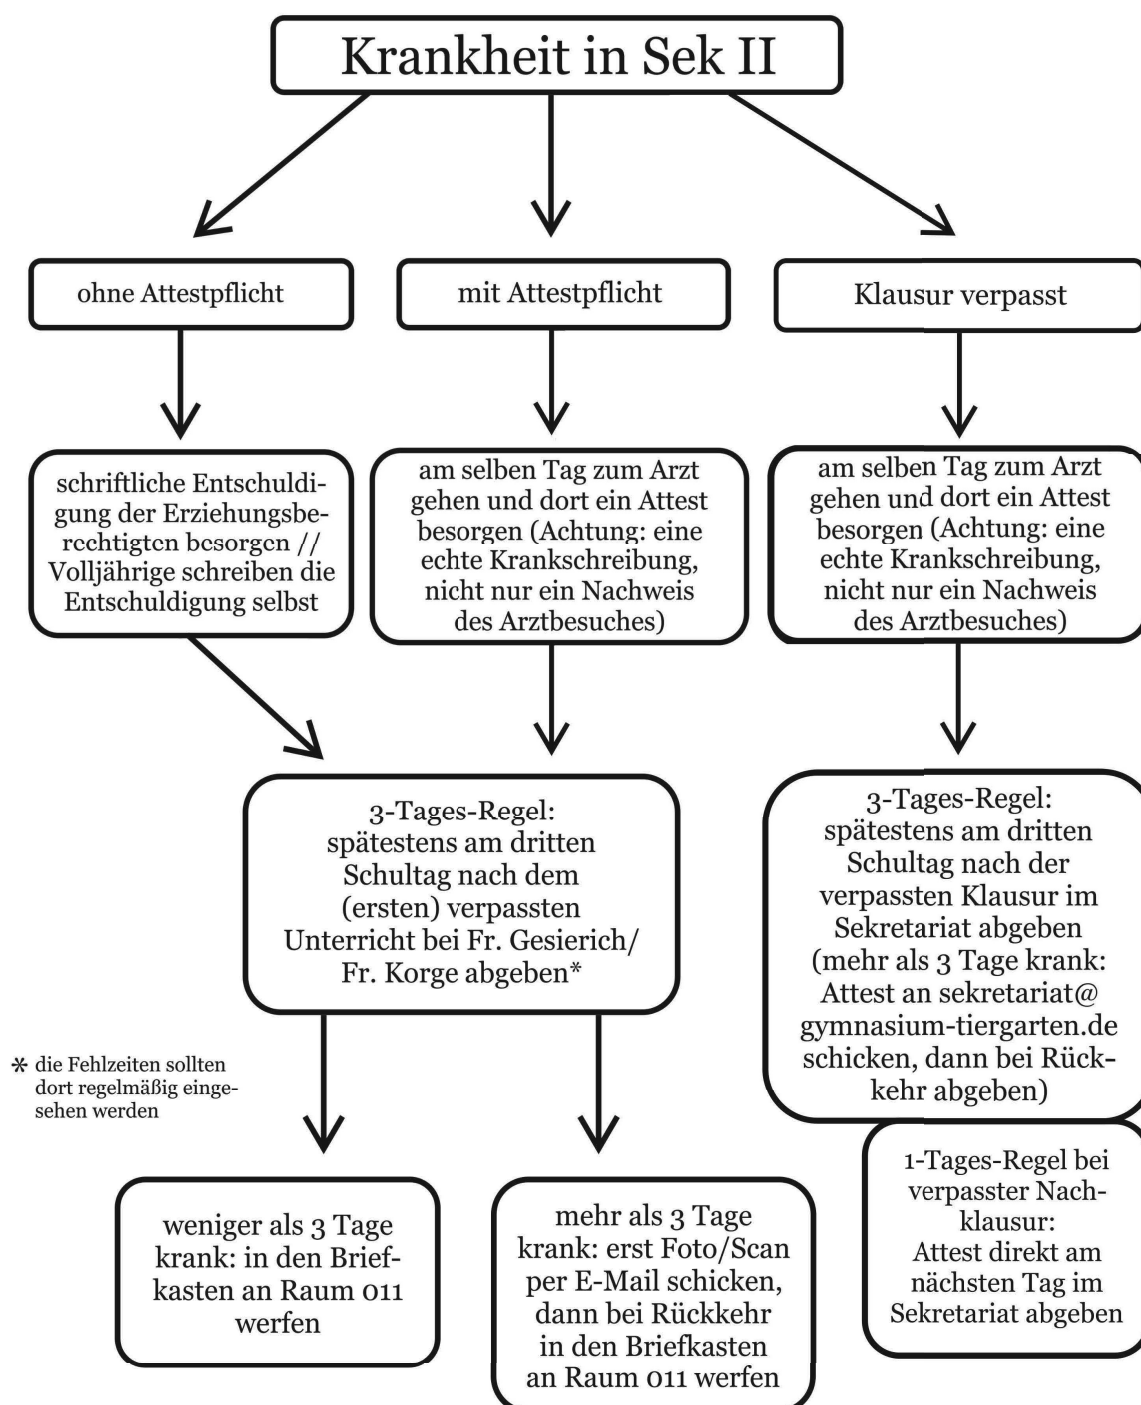 Krankheit in Sek II
ohne Attestpflicht
mit Attestpflicht
Klausur verpasst
schriftliche Entschuldi-
gung der Erziehungsbe-
rechtigten besorgen //
Volljährige schreiben die
Entschuldigung selbst
am selben Tag zum Arzt
gehen und dort ein Attest
besorgen (Achtung: eine
echte Krankschreibung,
nicht nur ein Nachweis
des Arztbesuches)
am selben Tag zum Arzt
gehen und dort ein Attest
besorgen (Achtung: eine
echte Krankschreibung,
nicht nur ein Nachweis
des Arztbesuches)
3-Tages-Regel:
spätestens am dritten
Schultag nach dem
(ersten) verpassten
Unterricht bei Fr. Gesierich/
Fr. Korge abgeben*
3-Tages-Regel:
spätestens am dritten
Schultag nach der
verpassten Klausur im
Sekretariat abgeben
(mehr als 3 Tage krank:
Attest an sekretariat@
gymnasium-tiergarten.de
schicken, dann bei Rück-
kehr abgeben)
* die Fehlzeiten sollten
dort regelmäßig einge-
sehen werden
weniger als 3 Tage
krank: in den Brief-
kasten an Raum 011
werfen
mehr als 3 Tage
krank: erst Foto/Scan
per E-Mail schicken,
dann bei Rückkehr
in den Briefkasten
an Raum 011 werfen
1-Tages-Regel bei
verpasster Nach-
klausur:
Attest direkt am
nächsten Tag im
Sekretariat abgeben